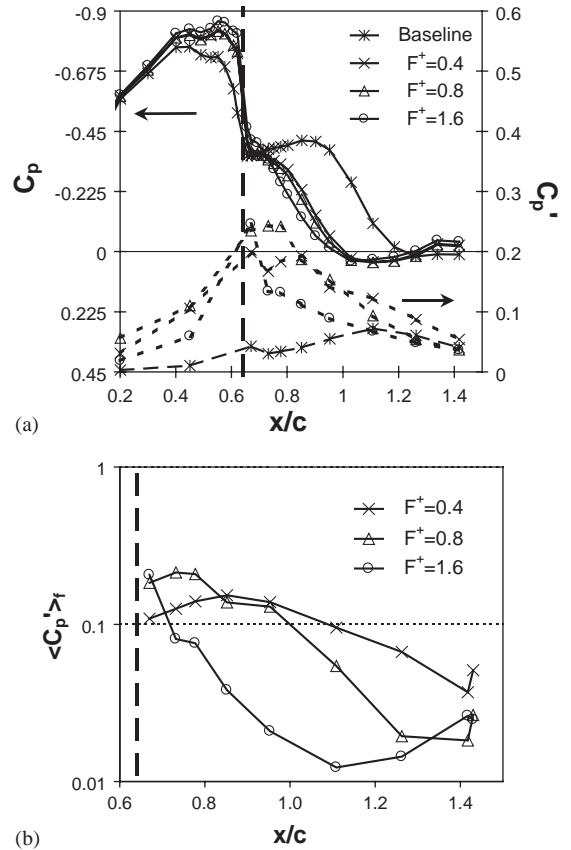 -0.9
-0.675
-0.45
-0.225
0
0.225
0.45
Cp
0.6
0.5
0.4
0.3
0.2
0.1
0
Cp'
Baseline
F+=0.4
F+=0.8
F+=1.6
0.2 0.4 0.6 0.8 1 1.2 1.4
x/c
(a)
1
0.1
0.01
<Cp'>f
F+=0.4
F+=0.8
F+=1.6
0.6 0.8 1.0 1.2 1.4
x/c
(b)